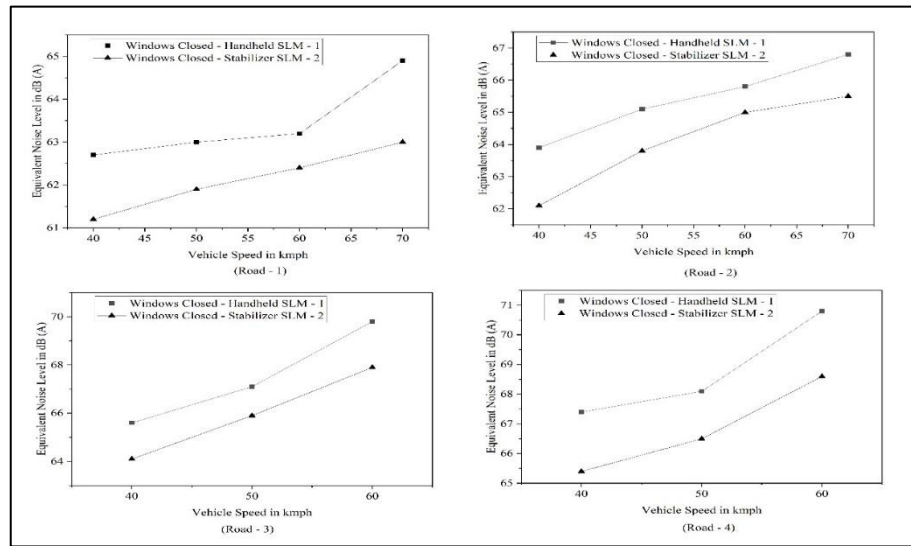 Windows Closed - Handheld SLM - 1
Windows Closed - Stabilizer SLM - 2
Equivalent Noise Level in dB (A)
65
64
63
62
61
40 45 50 55 60 65 70
Vehicle Speed in kmph
(Road - 1)
Windows Closed - Handheld SLM - 1
Windows Closed - Stabilizer SLM - 2
Equivalent Noise Level in dB (A)
67
66
65
64
63
62
40 45 50 55 60 65 70
Vehicle Speed in kmph
(Road - 2)
Windows Closed - Handheld SLM - 1
Windows Closed - Stabilizer SLM - 2
Equivalent Noise Level in dB (A)
70
68
66
64
40 50 60
Vehicle Speed in kmph
(Road - 3)
Windows Closed - Handheld SLM - 1
Windows Closed - Stabilizer SLM - 2
Equivalent Noise Level in dB (A)
71
70
69
68
67
66
65
40 50 60
Vehicle Speed in kmph
(Road - 4)